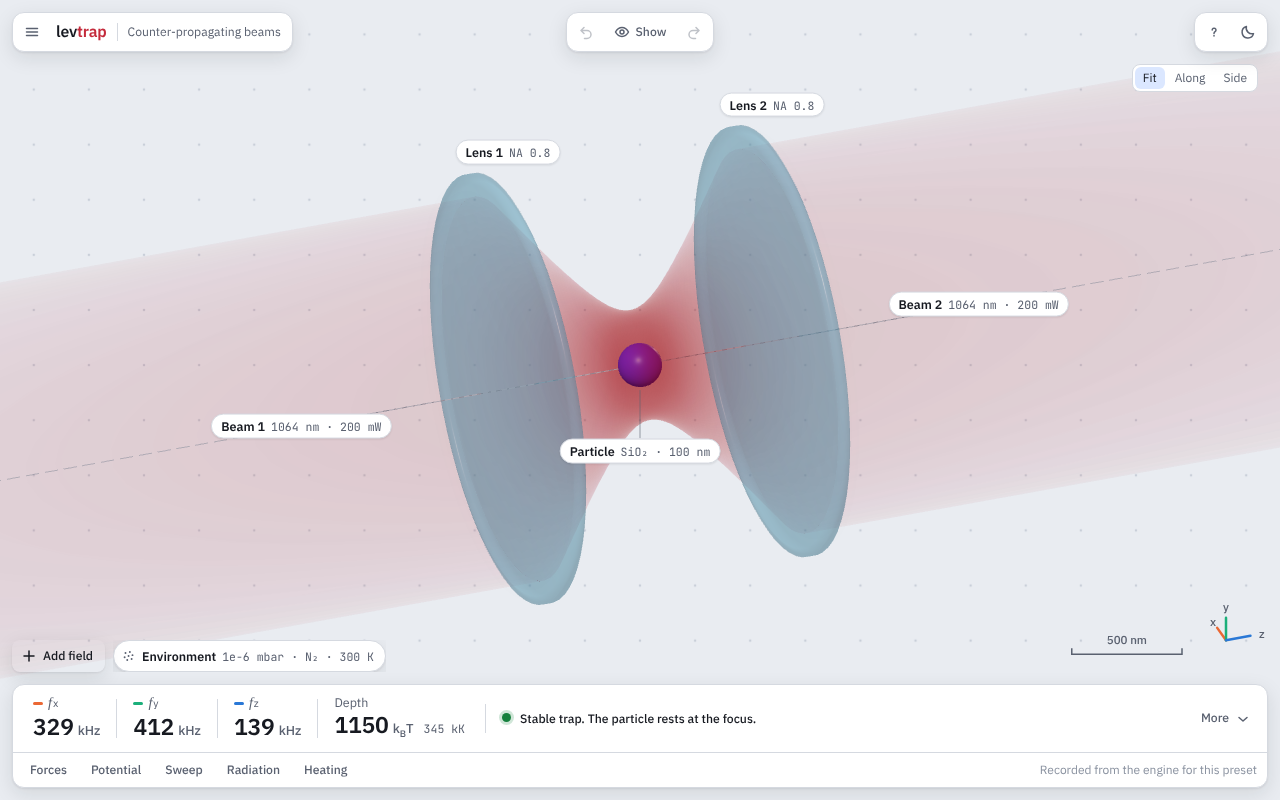 levtrap Counter-propagating beams
Show
?
Fit Along Side
Lens 2 NA 0.8
Lens 1 NA 0.8
Beam 2 1064 nm · 200 mW
Beam 1 1064 nm · 200 mW
Particle SiO₂ · 100 nm
y
x
z
500 nm
+ Add field
Environment 1e-6 mbar · N₂ · 300 K
fx
329 kHz
fy
412 kHz
fz
139 kHz
Depth
1150 kBT 345 kK
Stable trap. The particle rests at the focus.
More
Forces Potential Sweep Radiation Heating
Recorded from the engine for this preset